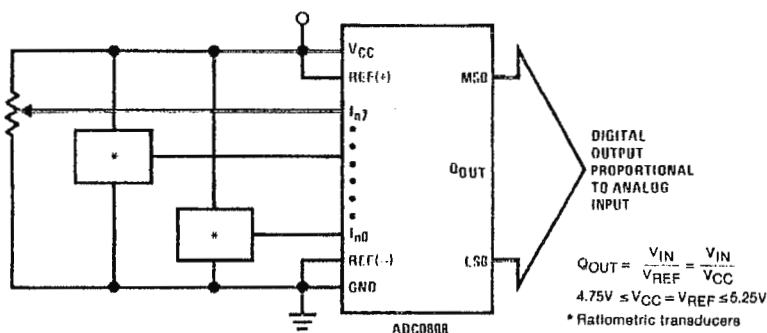 VCC
REF(+)
In7
*
*
In0
REF(-)
GND
MSB
QOUT
LSB
ADC0808
DIGITAL
OUTPUT
PROPORTIONAL
TO ANALOG
INPUT
QOUT = VIN/VREF = VIN/VCC
4.75V ≤ VCC = VREF ≤ 5.25V
* Ratiometric transducers